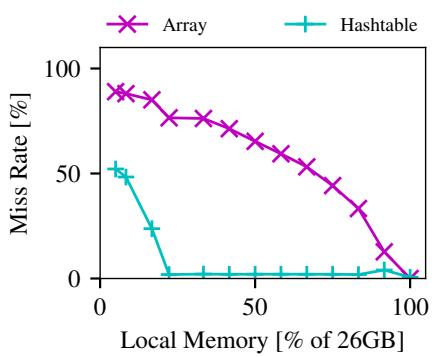 Array Hashtable
100
50
0
Miss Rate [%]
0 50 100
Local Memory [% of 26GB]